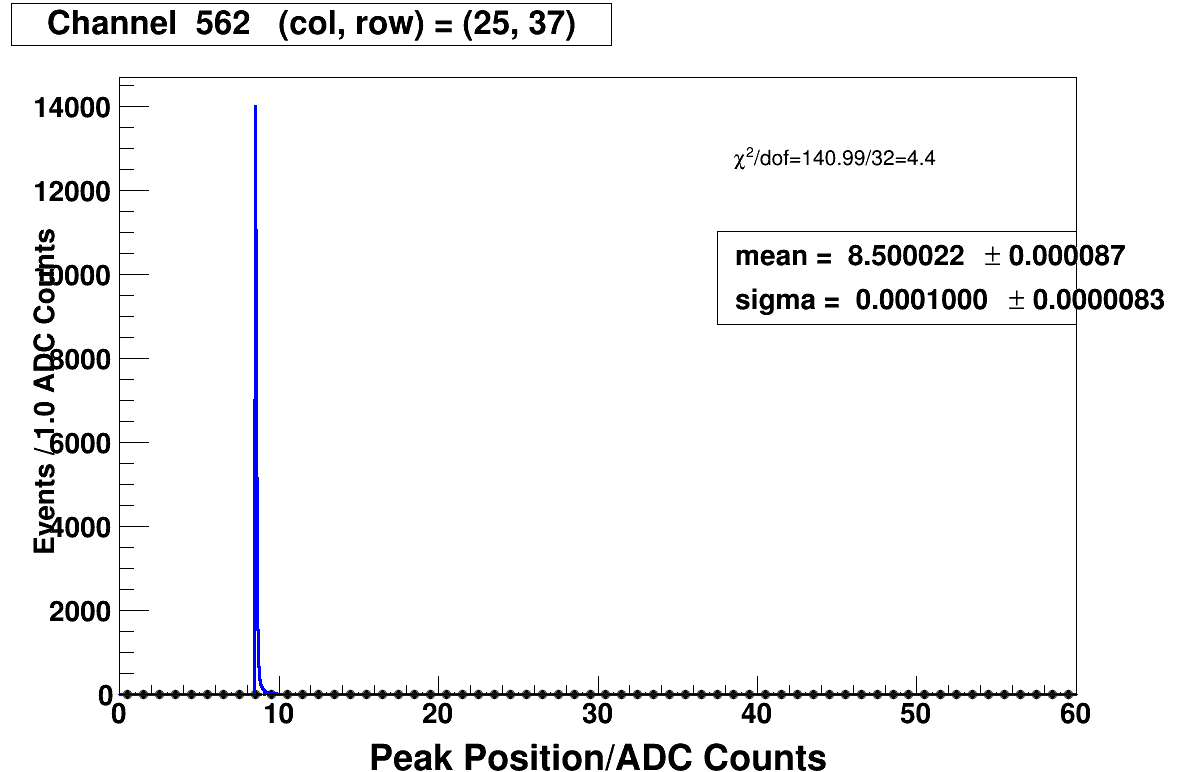 Channel 562 (col, row) = (25, 37)
χ²/dof=140.99/32=4.4
mean = 8.500022 ± 0.000087
sigma = 0.0001000 ± 0.0000083
Events / 1.0 ADC Counts
14000
12000
10000
8000
6000
4000
2000
0
0 10 20 30 40 50 60
Peak Position/ADC Counts